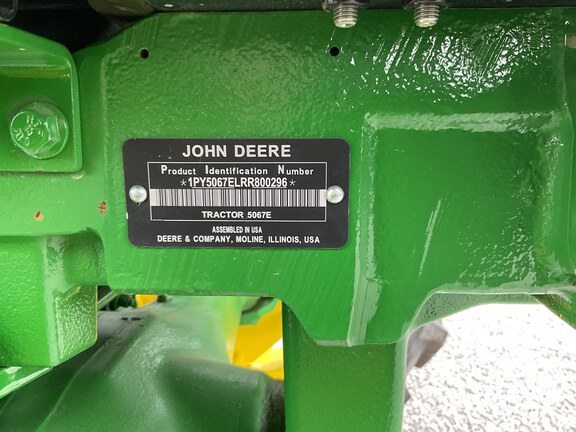 JOHN DEERE
Product Identification Number
*1PY5067ELRR800296*
TRACTOR 5067E
ASSEMBLED IN USA
DEERE & COMPANY, MOLINE, ILLINOIS, USA